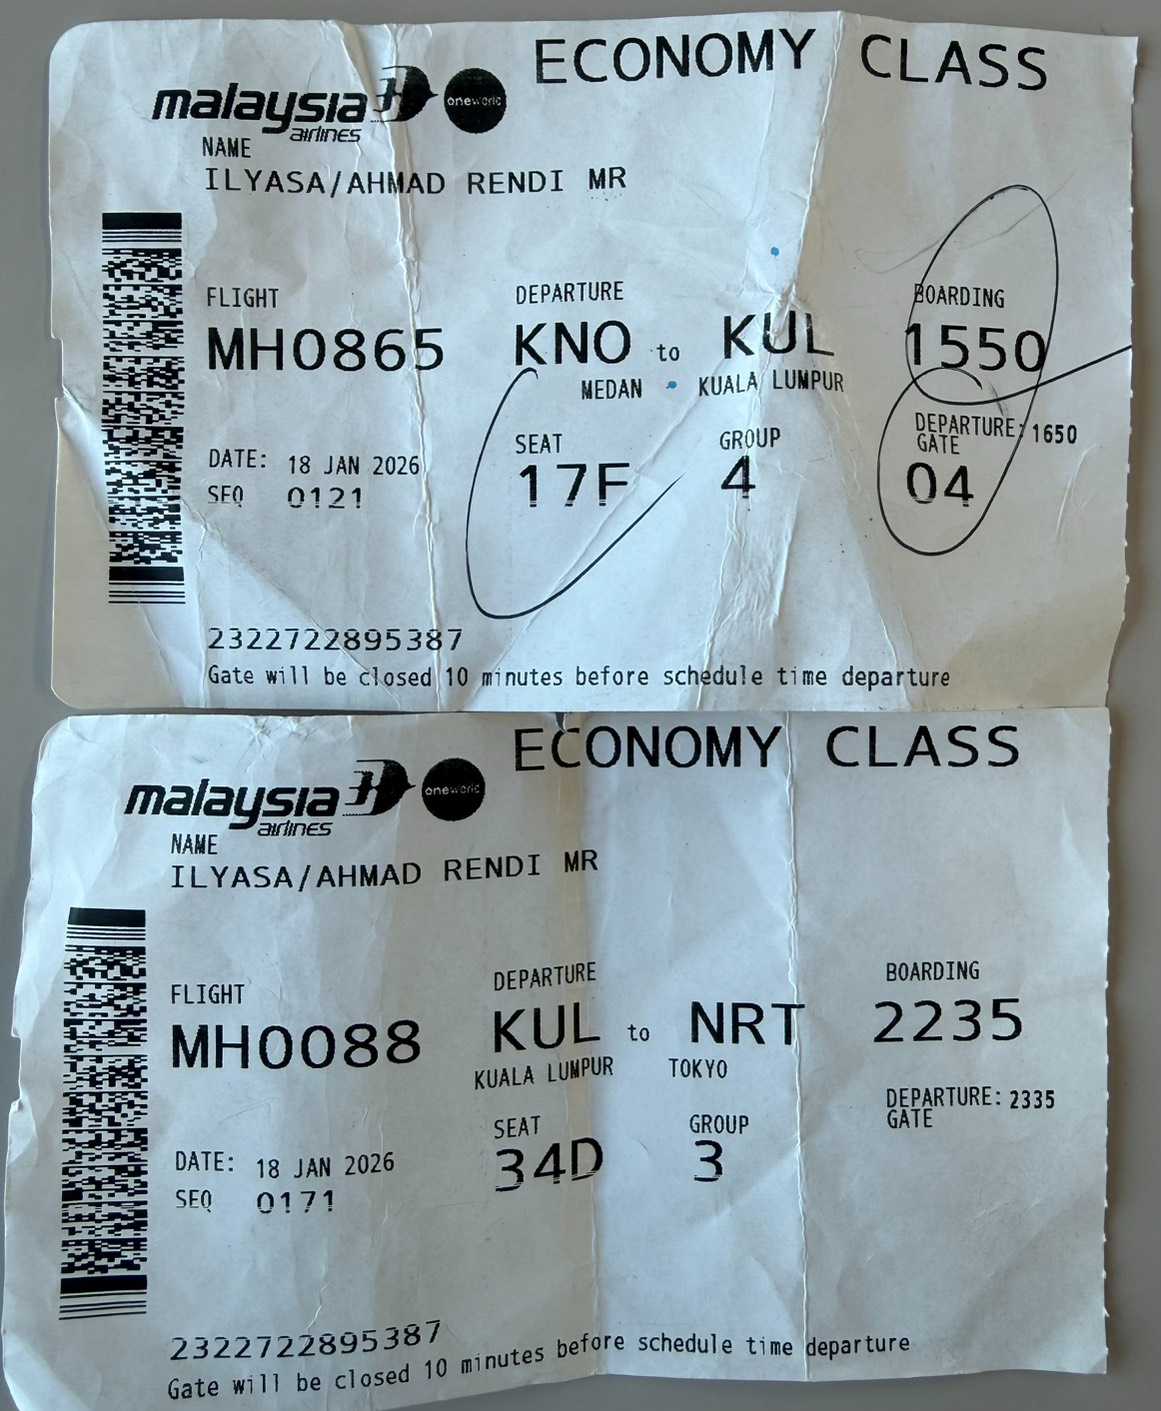 ECONOMY CLASS
malaysia airlines oneworld
NAME
ILYASA/AHMAD RENDI MR
FLIGHT DEPARTURE BOARDING
MH0865 KNO to KUL 1550
MEDAN KUALA LUMPUR
DEPARTURE: 1650
SEAT GROUP GATE
DATE: 18 JAN 2026 17F 4 04
SEQ 0121
2322722895387
Gate will be closed 10 minutes before schedule time departure
ECONOMY CLASS
malaysia airlines oneworld
NAME
ILYASA/AHMAD RENDI MR
FLIGHT DEPARTURE BOARDING
MH0088 KUL to NRT 2235
KUALA LUMPUR TOKYO
DEPARTURE: 2335
SEAT GROUP GATE
DATE: 18 JAN 2026 34D 3
SEQ 0171
2322722895387
Gate will be closed 10 minutes before schedule time departure